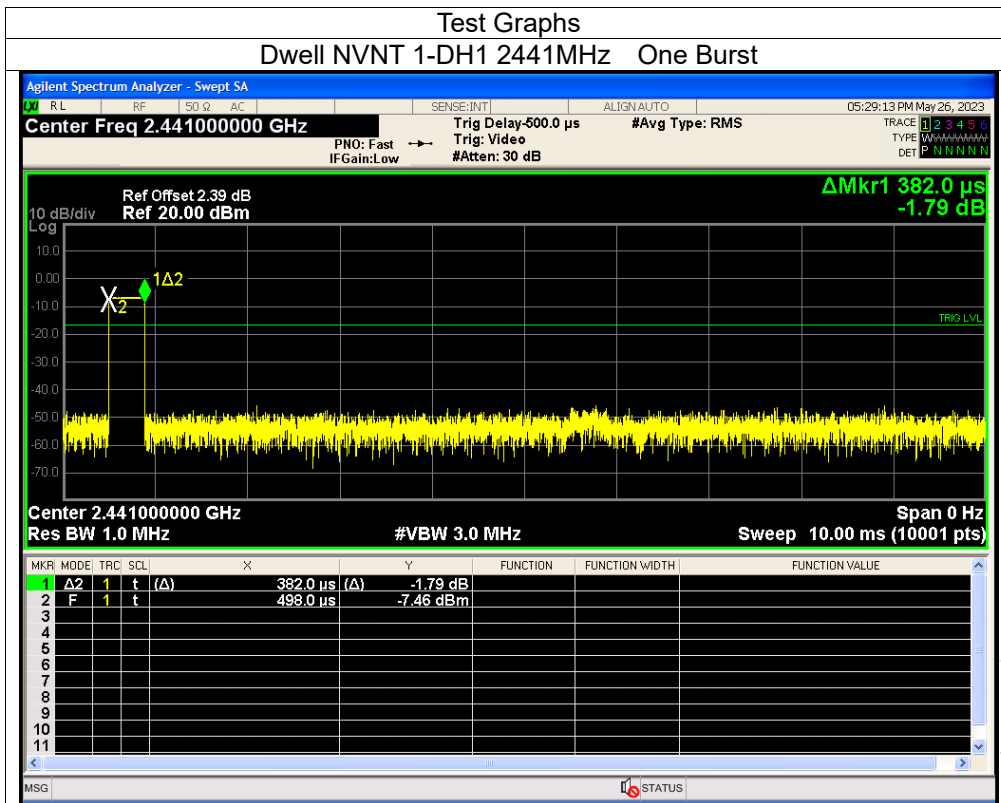 Test Graphs
Dwell NVNT 1-DH1 2441MHz One Burst
Agilent Spectrum Analyzer - Swept SA
LXI RL RF 50 Ω AC SENSE:INT ALIGN AUTO 05:29:13 PM May 26, 2023
Center Freq 2.441000000 GHz Trig Delay-500.0 µs #Avg Type: RMS TRACE 1 2 3 4 5 6
PNO: Fast Trig: Video TYPE WWWWWW
IFGain:Low #Atten: 30 dB DET P N N N N N
ΔMkr1 382.0 µs
-1.79 dB
Ref Offset 2.39 dB
10 dB/div Ref 20.00 dBm
Log
10.0
0.00
1Δ2
-10.0
2
TRIG LVL
-20.0
-30.0
-40.0
-50.0
-60.0
-70.0
Center 2.441000000 GHz Span 0 Hz
Res BW 1.0 MHz #VBW 3.0 MHz Sweep 10.00 ms (10001 pts)
MKR MODE TRC SCL X Y FUNCTION FUNCTION WIDTH FUNCTION VALUE
1 Δ2 1 t (Δ) 382.0 µs (Δ) -1.79 dB
2 F 1 t 498.0 µs -7.46 dBm
3
4
5
6
7
8
9
10
11
MSG STATUS